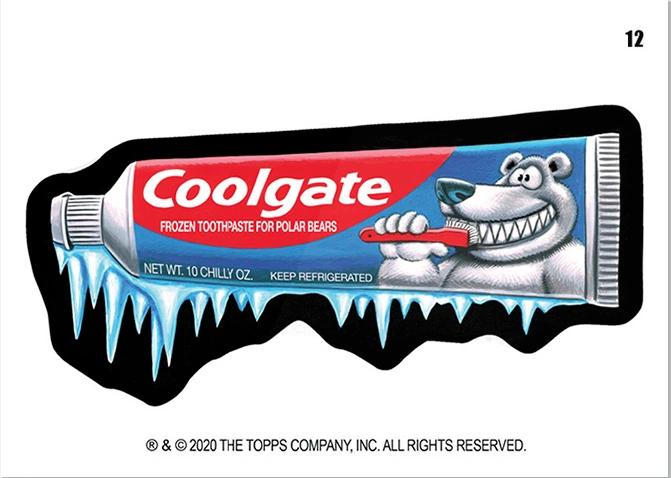 12
Coolgate
FROZEN TOOTHPASTE FOR POLAR BEARS
NET WT. 10 CHILLY OZ. KEEP REFRIGERATED
® & © 2020 THE TOPPS COMPANY, INC. ALL RIGHTS RESERVED.